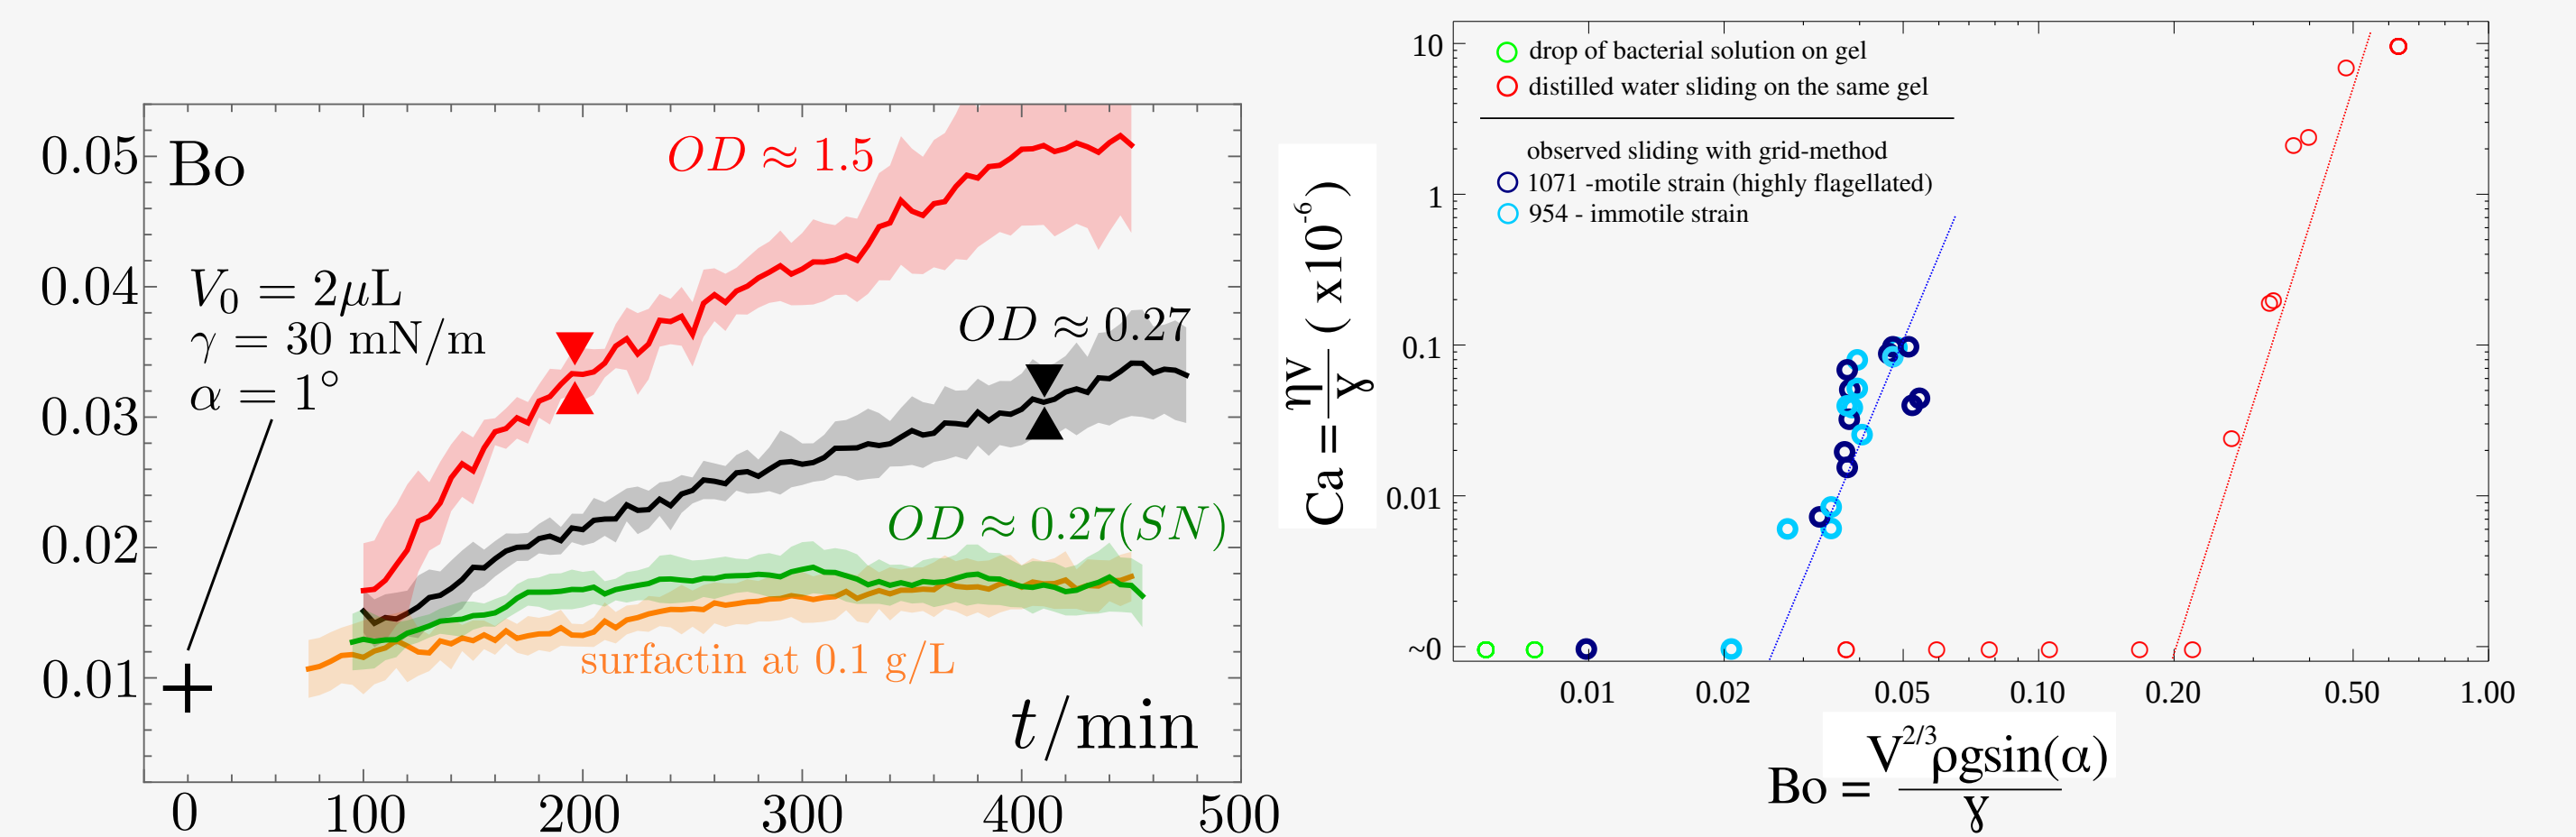 0.05
0.04
0.03
0.02
0.01
Bo
OD ≈ 1.5
V₀ = 2μL
γ = 30 mN/m
α = 1°
OD ≈ 0.27
OD ≈ 0.27(SN)
surfactin at 0.1 g/L
t/min
0 100 200 300 400 500
Ca = ηv/γ ( x10⁻⁶)
10
1
0.1
0.01
~0
drop of bacterial solution on gel
distilled water sliding on the same gel
observed sliding with grid-method
1071 -motile strain (highly flagellated)
954 - immotile strain
0.01 0.02 0.05 0.10 0.20 0.50 1.00
Bo = V²ᐟ³ρgsin(α)/γ